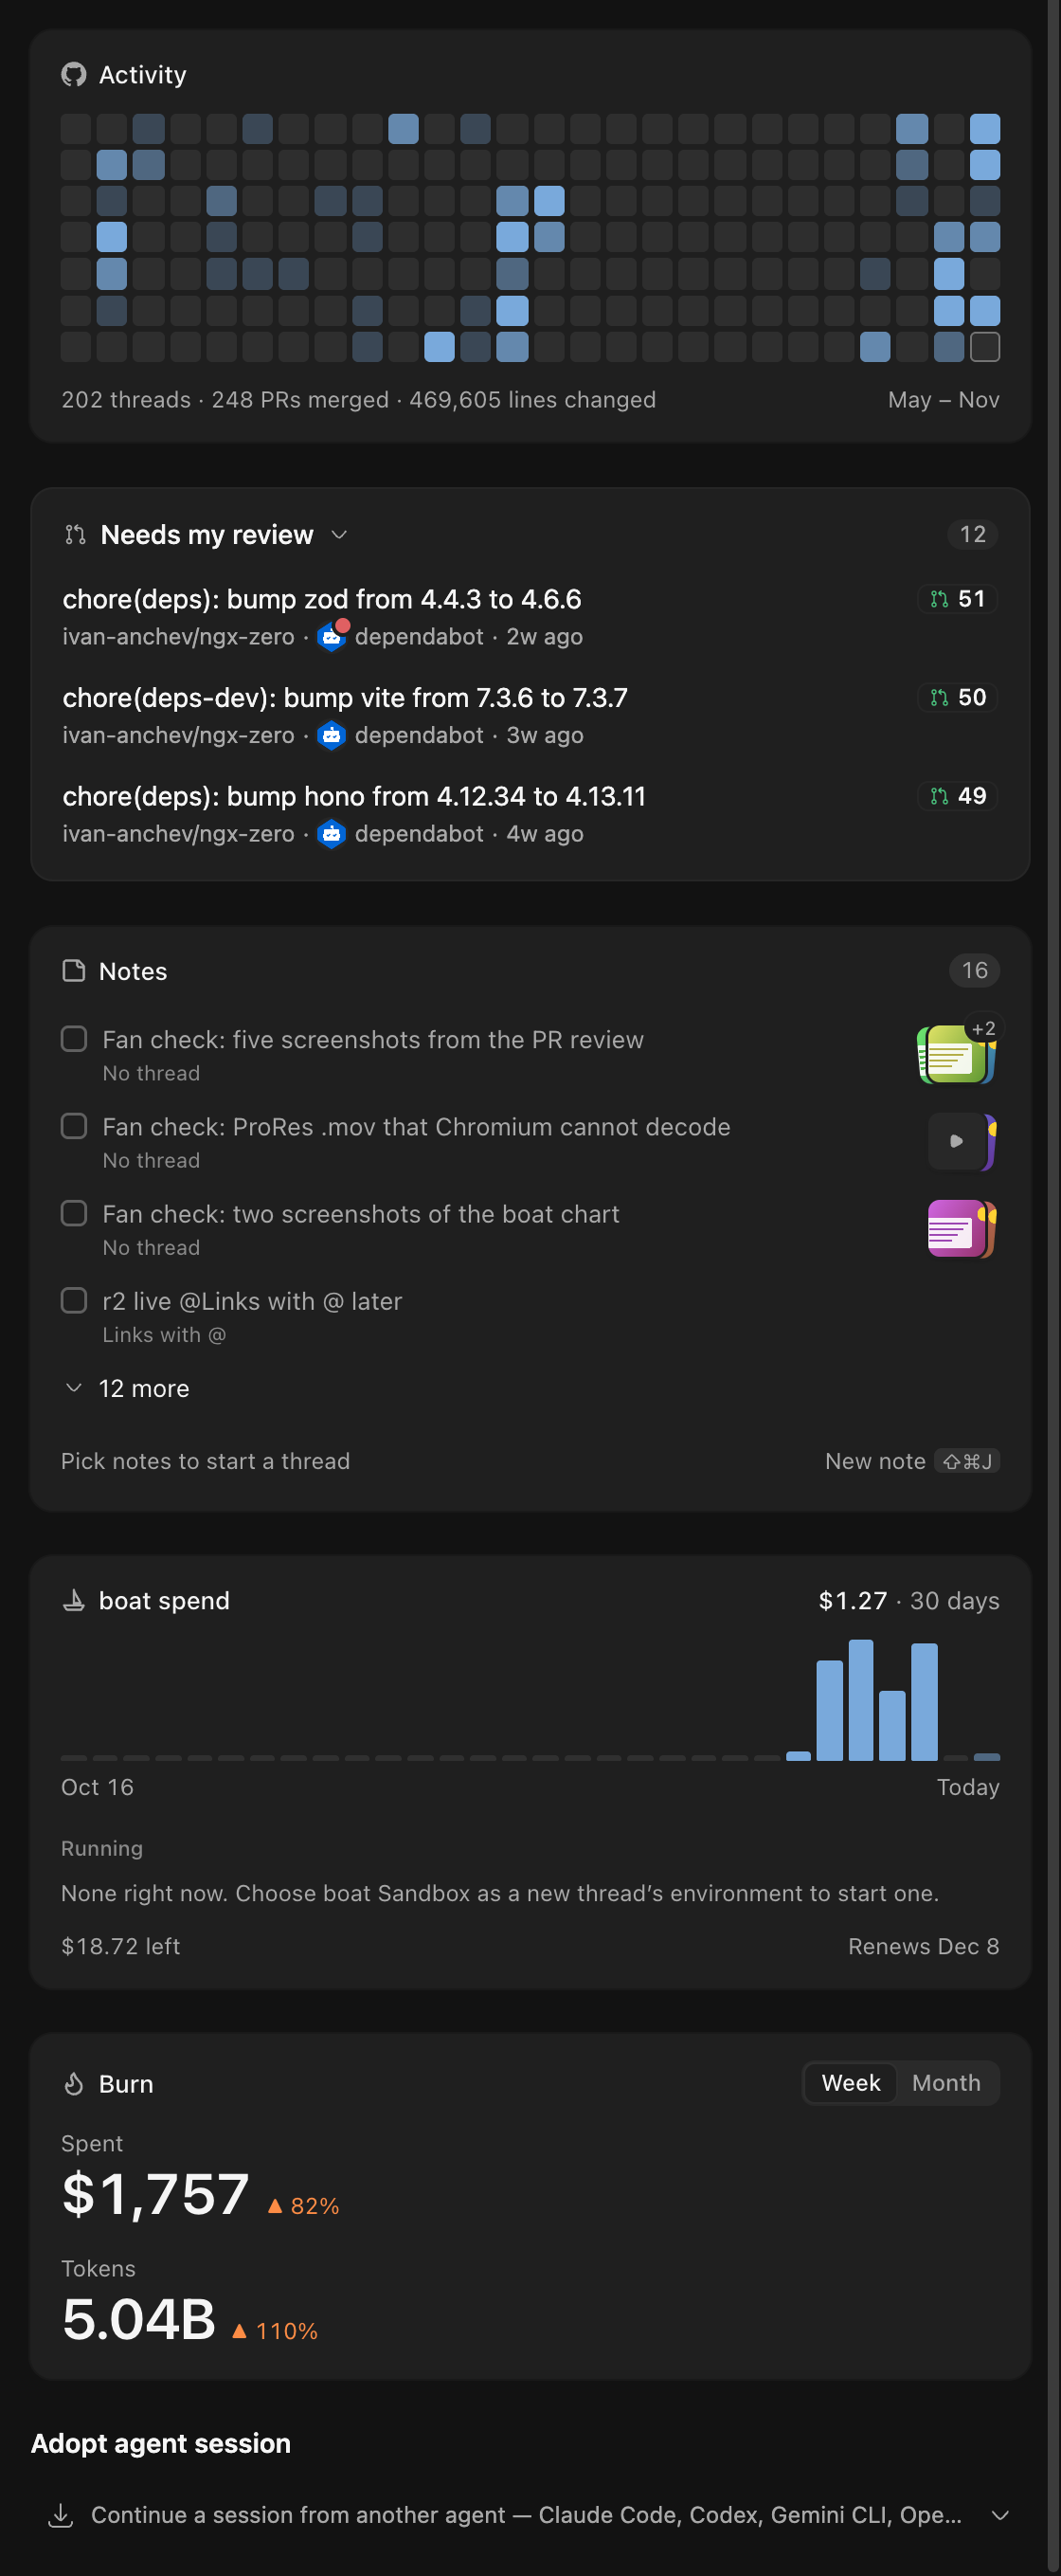 Activity
202 threads · 248 PRs merged · 469,605 lines changed
May – Nov
Needs my review
12
chore(deps): bump zod from 4.4.3 to 4.6.6
51
ivan-anchev/ngx-zero · dependabot · 2w ago
chore(deps-dev): bump vite from 7.3.6 to 7.3.7
50
ivan-anchev/ngx-zero · dependabot · 3w ago
chore(deps): bump hono from 4.12.34 to 4.13.11
49
ivan-anchev/ngx-zero · dependabot · 4w ago
Notes
16
Fan check: five screenshots from the PR review
+2
No thread
Fan check: ProRes .mov that Chromium cannot decode
No thread
Fan check: two screenshots of the boat chart
No thread
r2 live @Links with @ later
Links with @
12 more
Pick notes to start a thread
New note ⇧⌘J
boat spend
$1.27 · 30 days
Oct 16
Today
Running
None right now. Choose boat Sandbox as a new thread’s environment to start one.
$18.72 left
Renews Dec 8
Burn
Week
Month
Spent
$1,757 ▲ 82%
Tokens
5.04B ▲ 110%
Adopt agent session
Continue a session from another agent — Claude Code, Codex, Gemini CLI, Ope...